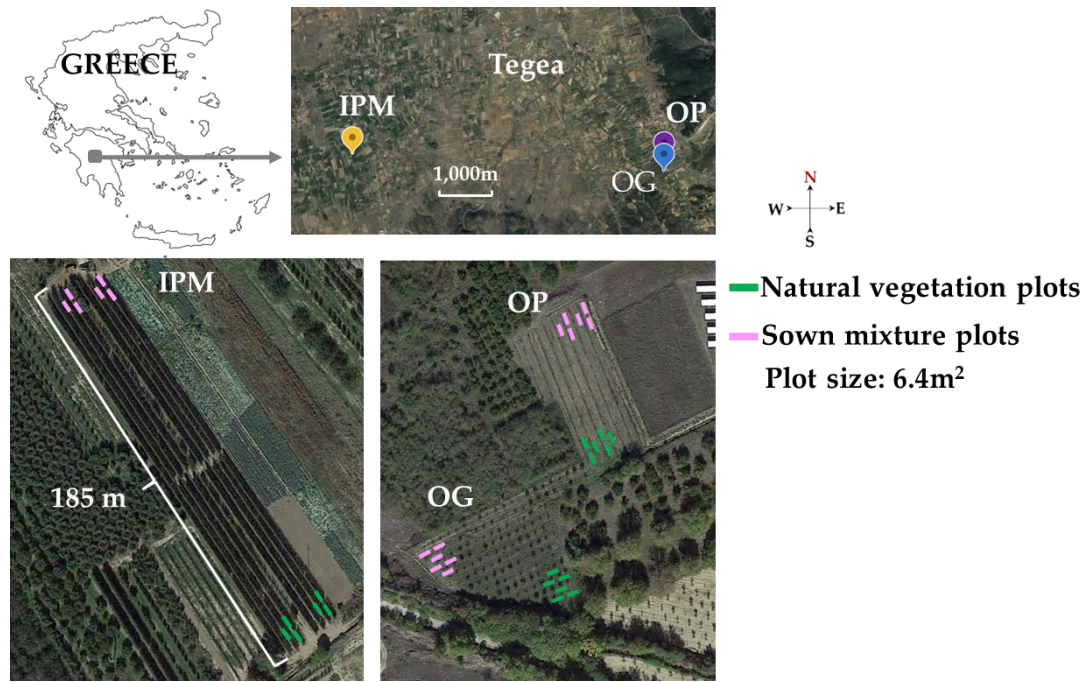 GREECE
Tegea
IPM
OP
1,000m
OG
N
W E
S
IPM
185 m
OP
OG
Natural vegetation plots
Sown mixture plots
Plot size: 6.4m²